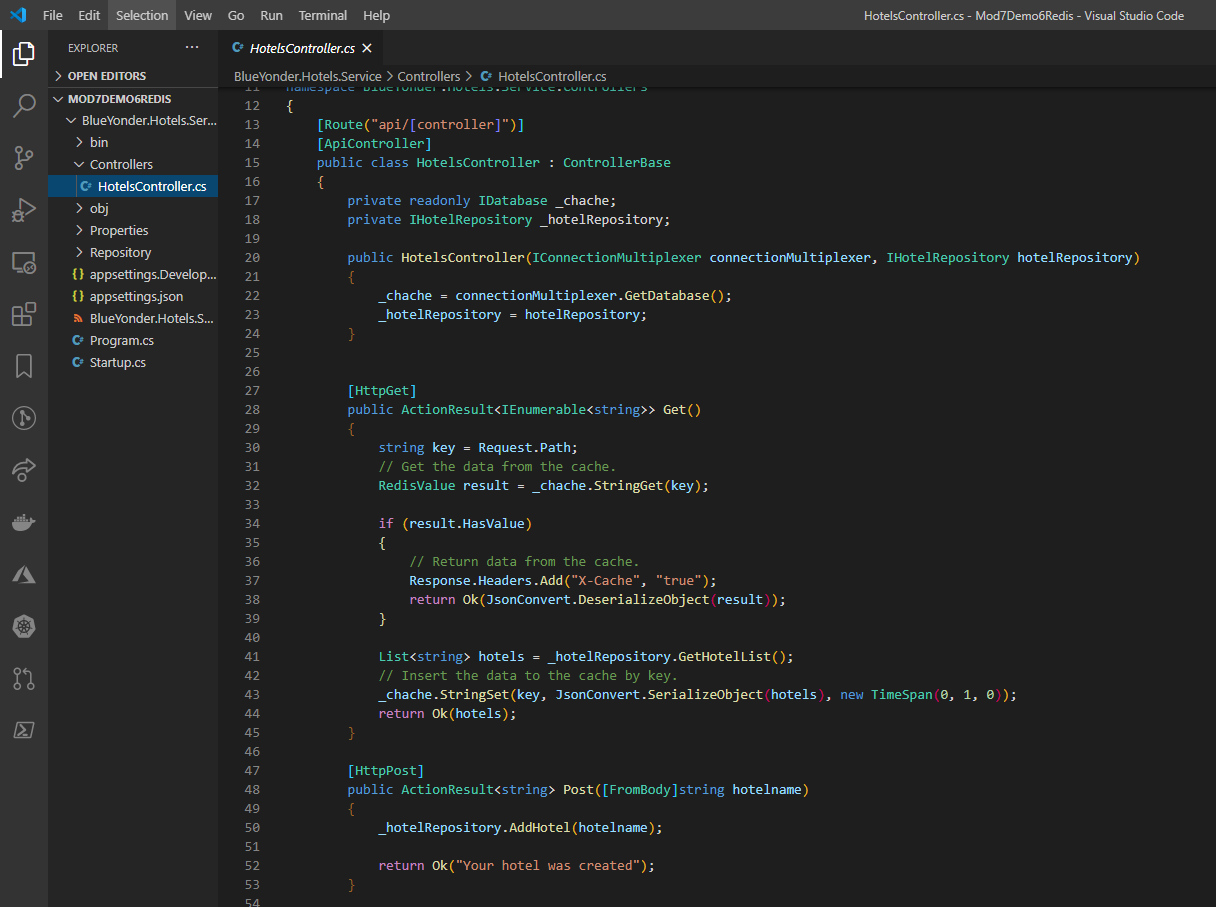 File Edit Selection View Go Run Terminal Help HotelsController.cs - Mod7Demo6Redis - Visual Studio Code
EXPLORER ···
OPEN EDITORS
MOD7DEMO6REDIS
BlueYonder.Hotels.Ser...
bin
Controllers
C# HotelsController.cs
obj
Properties
Repository
{} appsettings.Develop...
{} appsettings.json
BlueYonder.Hotels.S...
C# Program.cs
C# Startup.cs
C# HotelsController.cs ×
BlueYonder.Hotels.Service > Controllers > C# HotelsController.cs
11 namespace BlueYonder.Hotels.Service.Controllers
12 {
13 [Route("api/[controller]")]
14 [ApiController]
15 public class HotelsController : ControllerBase
16 {
17 private readonly IDatabase _chache;
18 private IHotelRepository _hotelRepository;
19
20 public HotelsController(IConnectionMultiplexer connectionMultiplexer, IHotelRepository hotelRepository)
21 {
22 _chache = connectionMultiplexer.GetDatabase();
23 _hotelRepository = hotelRepository;
24 }
25
26
27 [HttpGet]
28 public ActionResult<IEnumerable<string>> Get()
29 {
30 string key = Request.Path;
31 // Get the data from the cache.
32 RedisValue result = _chache.StringGet(key);
33
34 if (result.HasValue)
35 {
36 // Return data from the cache.
37 Response.Headers.Add("X-Cache", "true");
38 return Ok(JsonConvert.DeserializeObject(result));
39 }
40
41 List<string> hotels = _hotelRepository.GetHotelList();
42 // Insert the data to the cache by key.
43 _chache.StringSet(key, JsonConvert.SerializeObject(hotels), new TimeSpan(0, 1, 0));
44 return Ok(hotels);
45 }
46
47 [HttpPost]
48 public ActionResult<string> Post([FromBody]string hotelname)
49 {
50 _hotelRepository.AddHotel(hotelname);
51
52 return Ok("Your hotel was created");
53 }
54